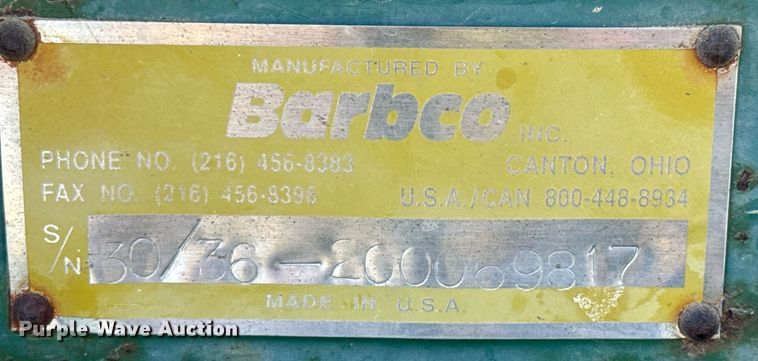 MANUFACTURED BY
Barbco INC.
PHONE NO. (216) 456-8383 CANTON, OHIO
FAX NO. (216) 456-8396 U.S.A./CAN 800-448-8934
S/N 30/36-200069817
MADE IN U.S.A.
Purple Wave Auction